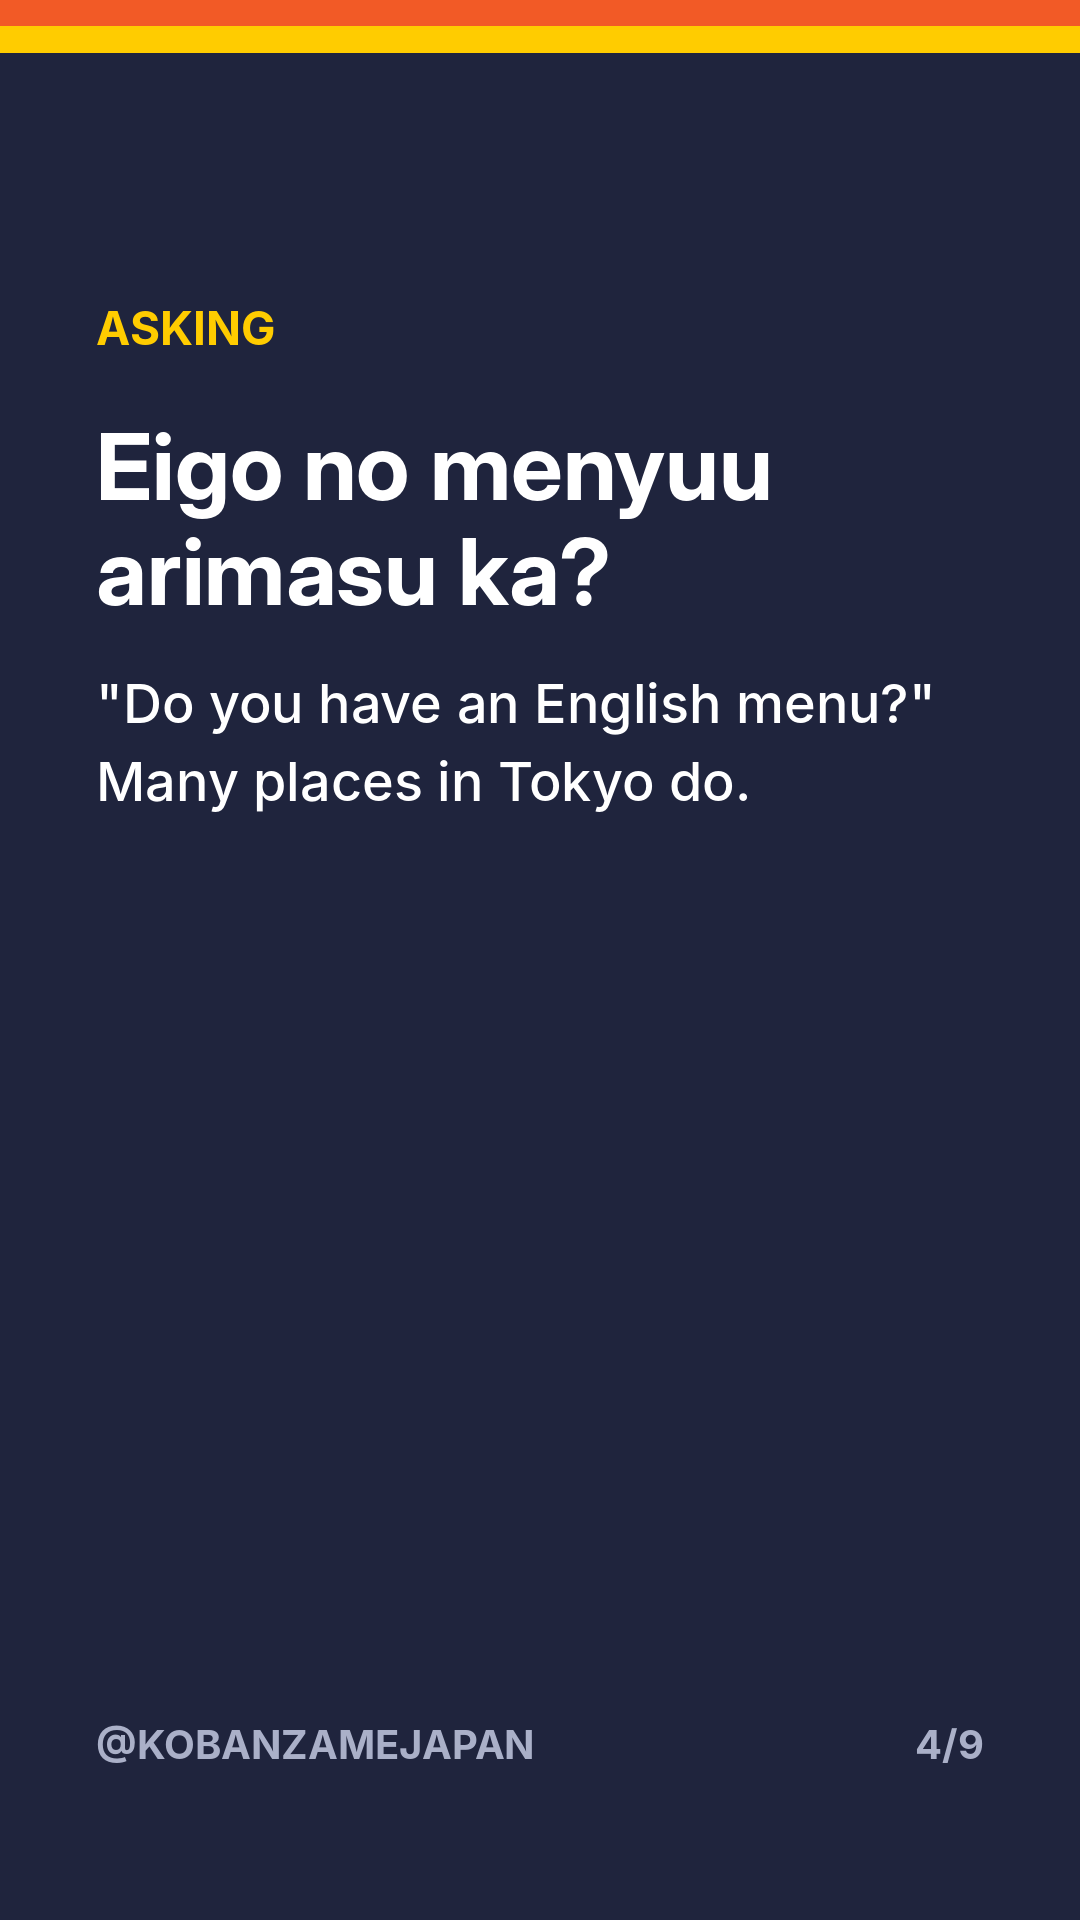 ASKING
Eigo no menyuu
arimasu ka?
"Do you have an English menu?"
Many places in Tokyo do.
@KOBANZAMEJAPAN
4/9